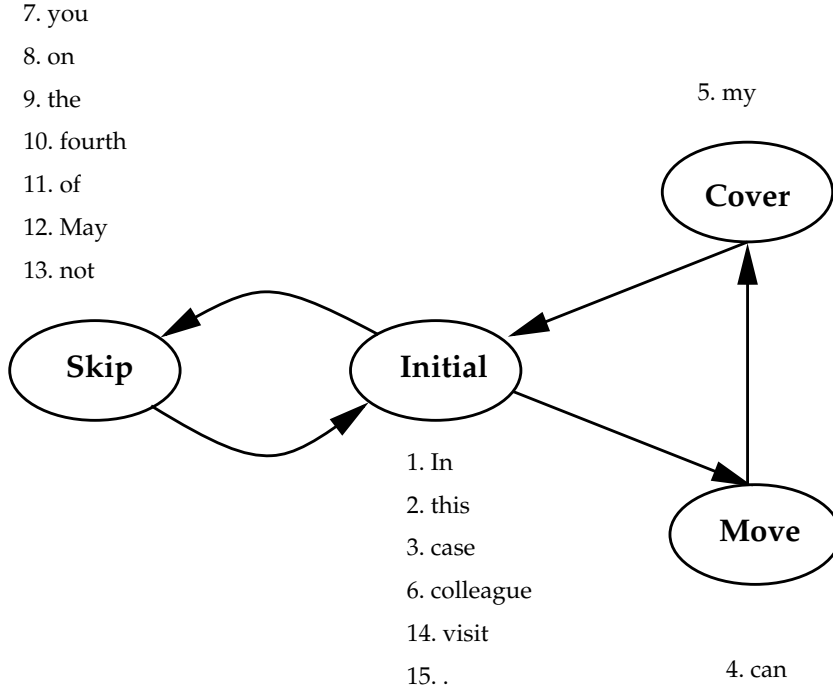 7. you
8. on
9. the
10. fourth
11. of
12. May
13. not
5. my
Cover
Skip
Initial
1. In
2. this
3. case
6. colleague
14. visit
15. .
Move
4. can